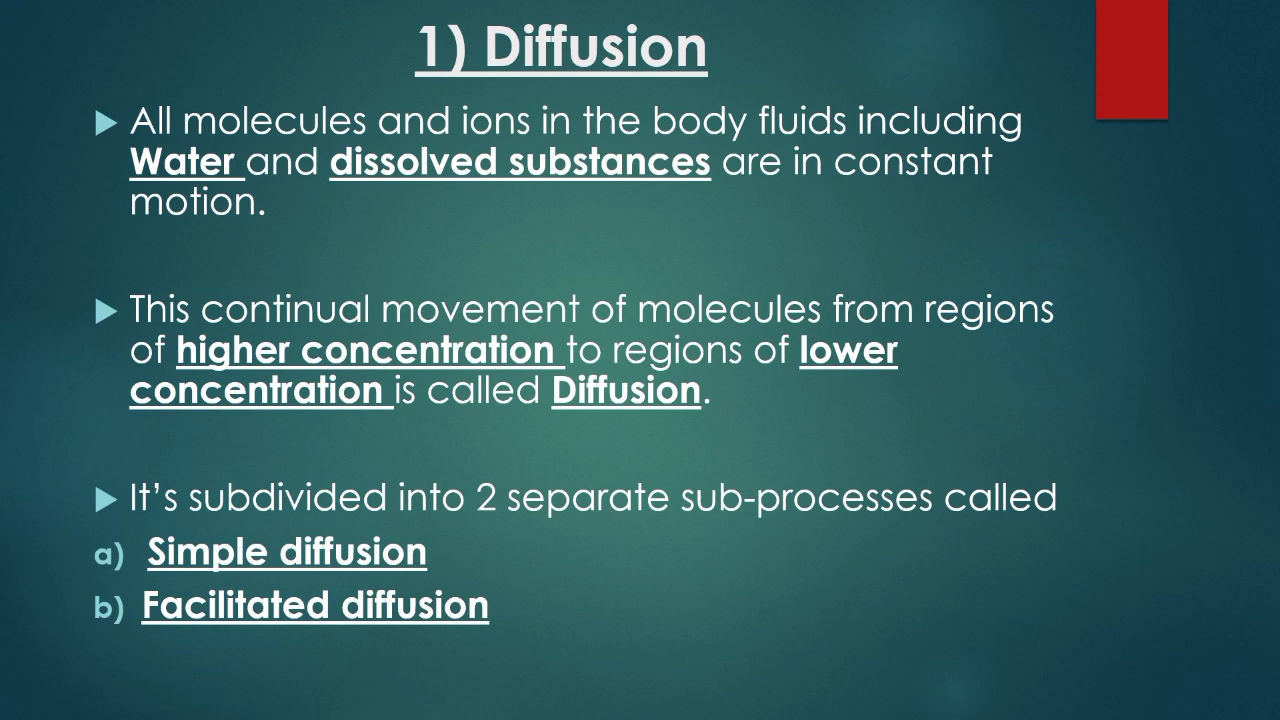 1) Diffusion
All molecules and ions in the body fluids including
Water and dissolved substances are in constant
motion.
This continual movement of molecules from regions
of higher concentration to regions of lower
concentration is called Diffusion.
It’s subdivided into 2 separate sub-processes called
a) Simple diffusion
b) Facilitated diffusion